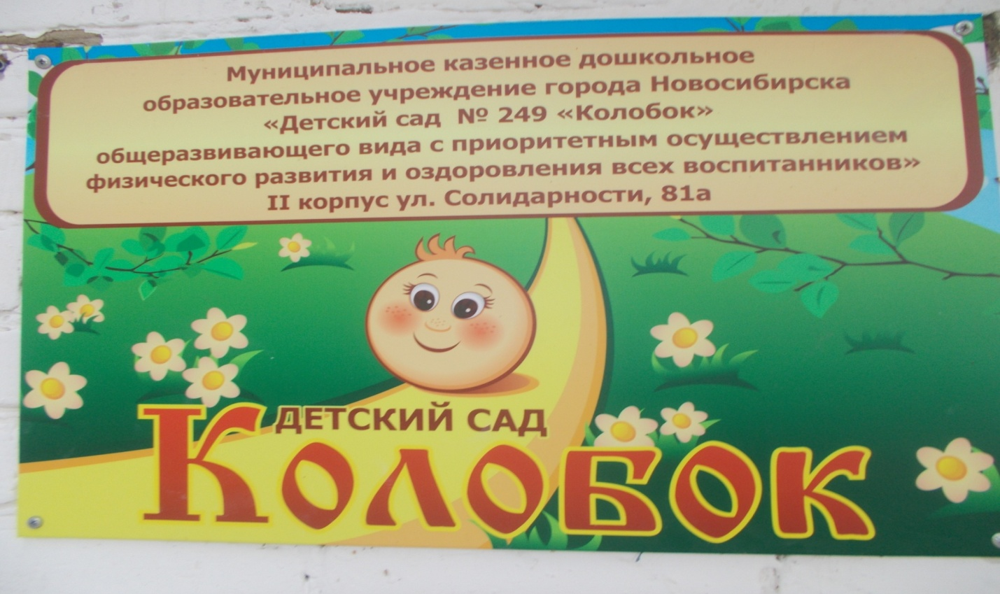 Муниципальное казенное дошкольное
образовательное учреждение города Новосибирска
«Детский сад № 249 «Колобок»
общеразвивающего вида с приоритетным осуществлением
физического развития и оздоровления всех воспитанников»
II корпус ул. Солидарности, 81а
ДЕТСКИЙ САД
Колобок